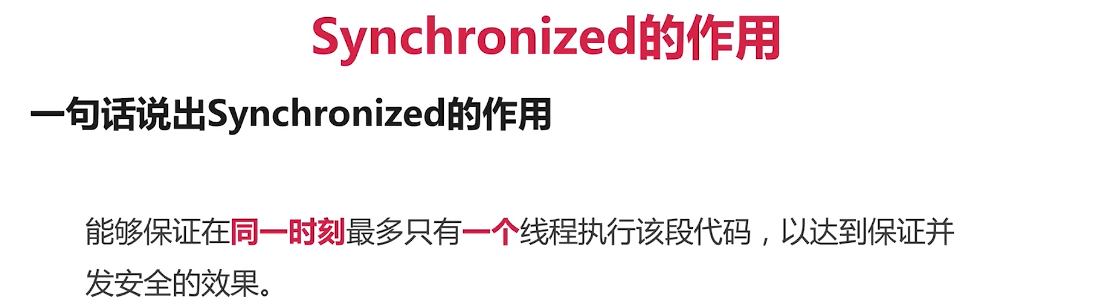 Synchronized的作用
一句话说出Synchronized的作用
能够保证在同一时刻最多只有一个线程执行该段代码，以达到保证并
发安全的效果。